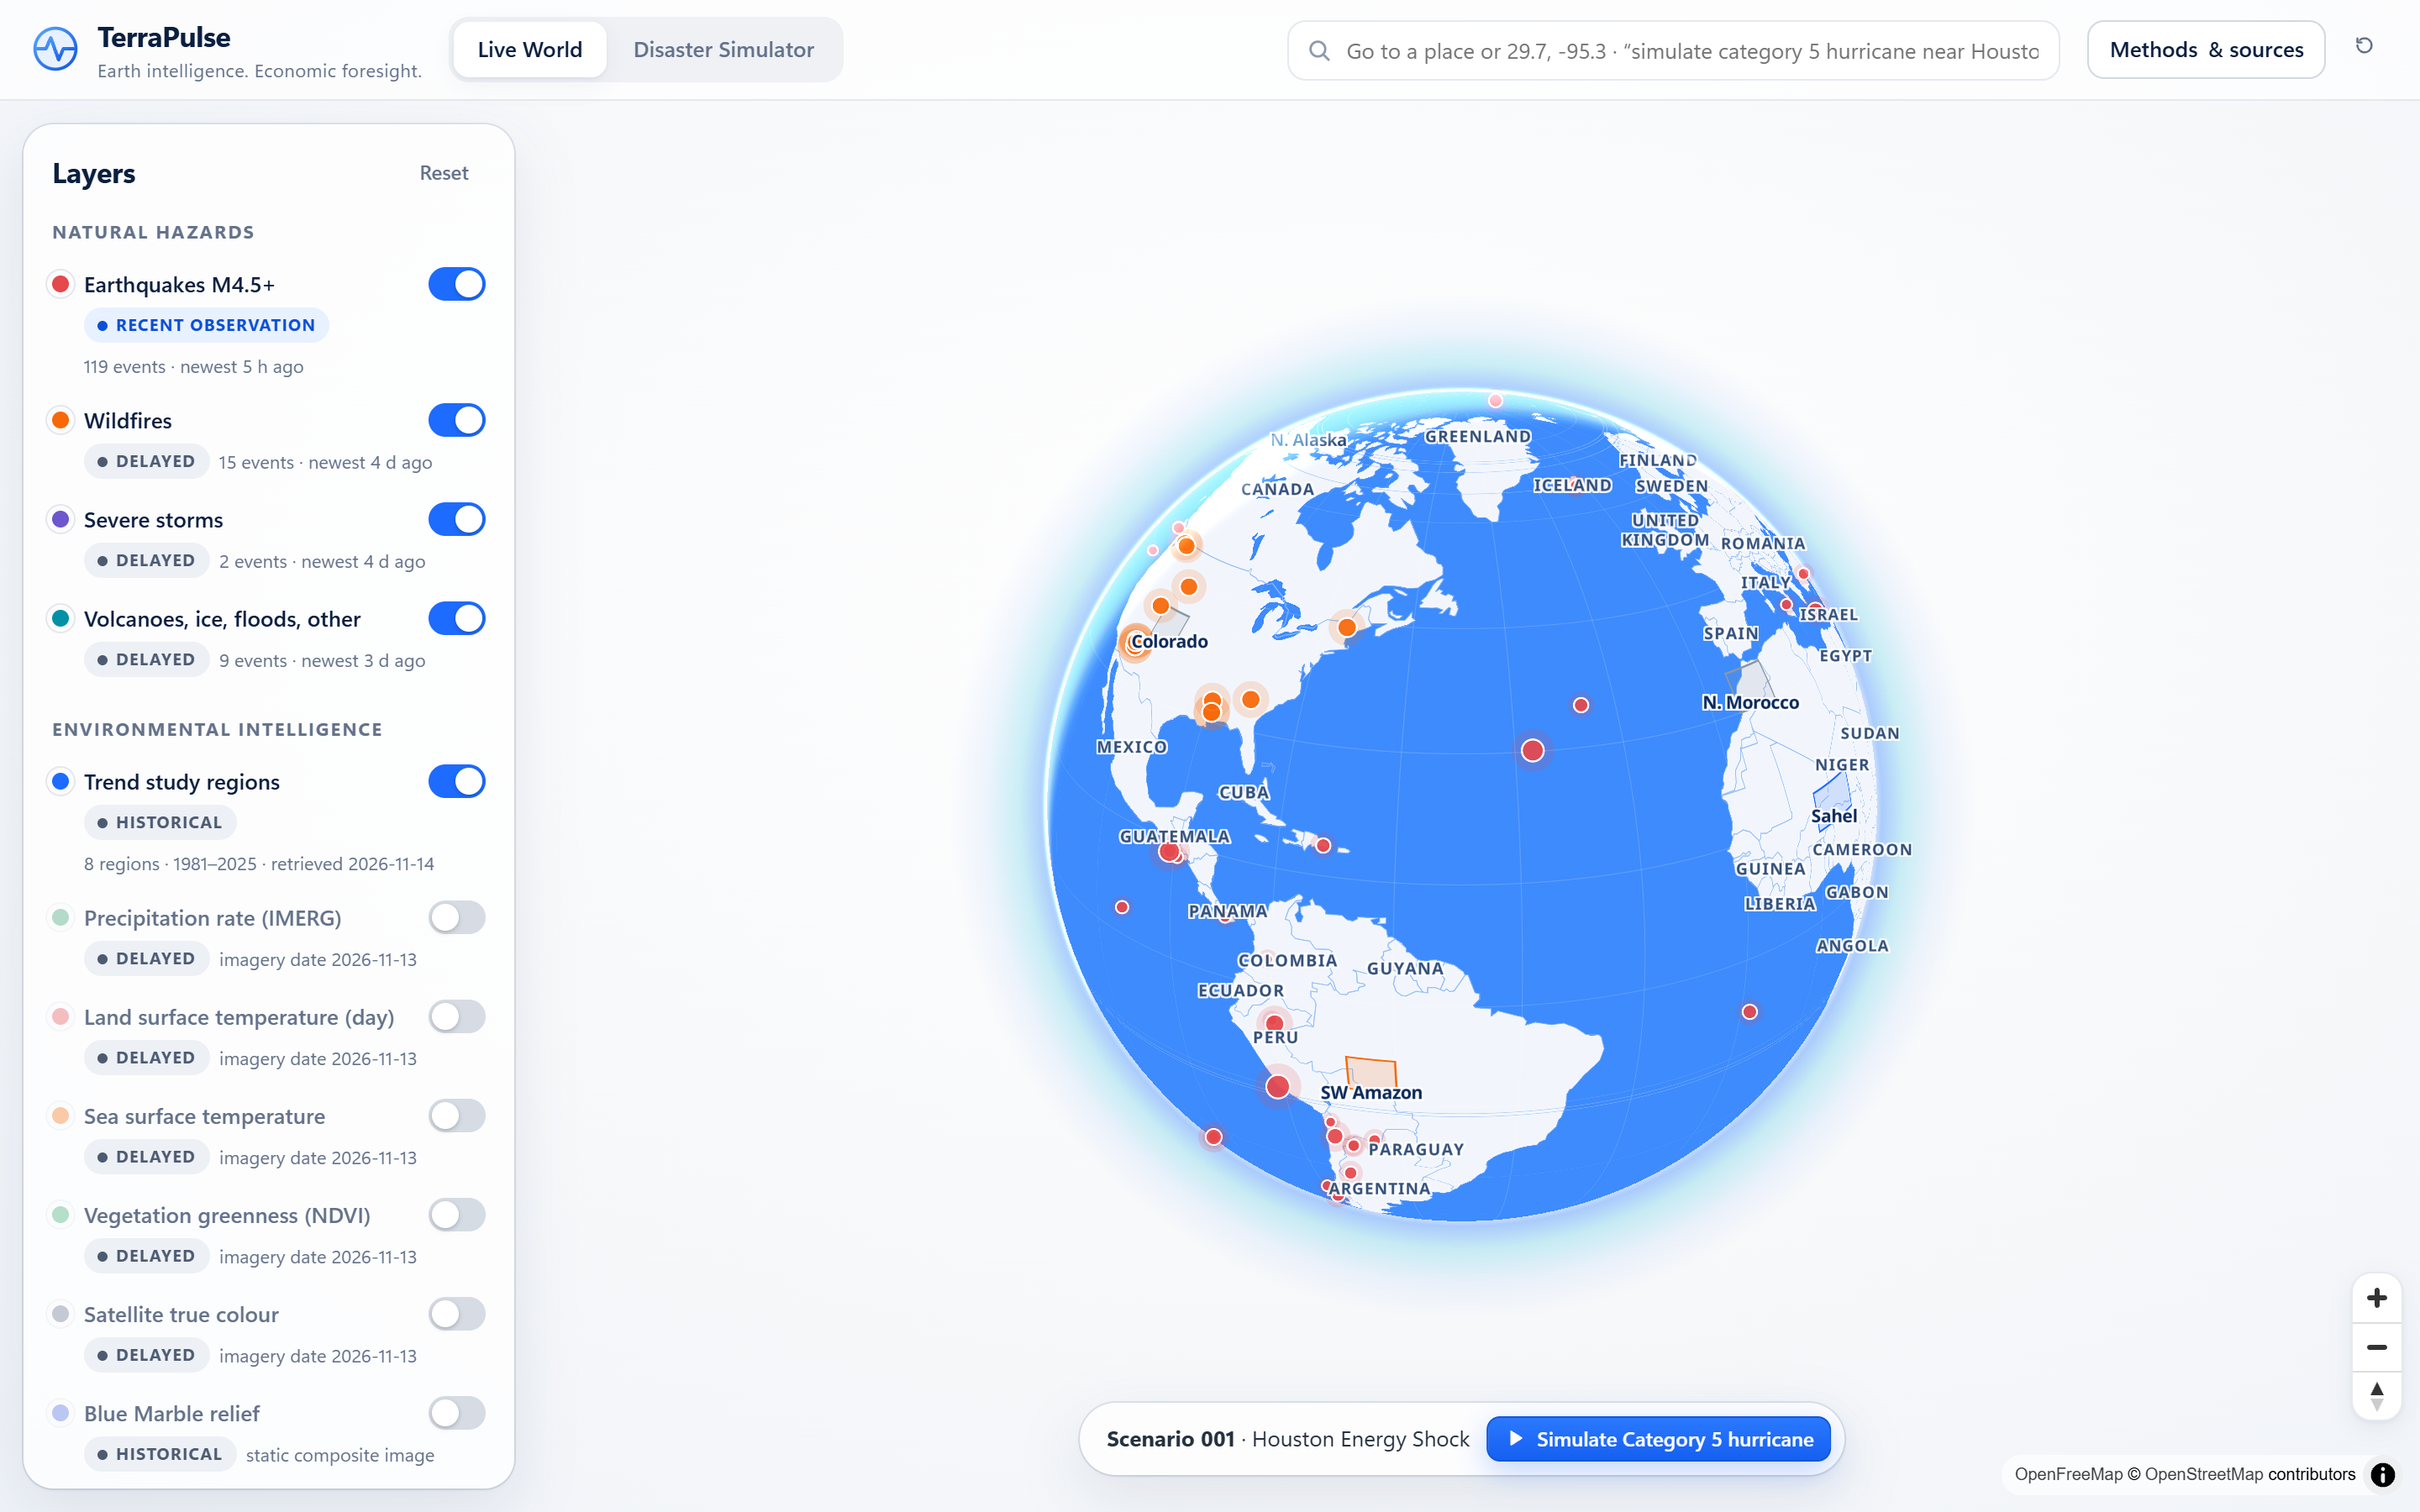 TerraPulse
Earth intelligence. Economic foresight.
Live World
Disaster Simulator
Go to a place or 29.7, -95.3 · “simulate category 5 hurricane near Housto
Methods & sources
Layers
Reset
NATURAL HAZARDS
Earthquakes M4.5+
RECENT OBSERVATION
119 events · newest 5 h ago
Wildfires
DELAYED 15 events · newest 4 d ago
Severe storms
DELAYED 2 events · newest 4 d ago
Volcanoes, ice, floods, other
DELAYED 9 events · newest 3 d ago
ENVIRONMENTAL INTELLIGENCE
Trend study regions
HISTORICAL
8 regions · 1981–2025 · retrieved 2026-11-14
Precipitation rate (IMERG)
DELAYED imagery date 2026-11-13
Land surface temperature (day)
DELAYED imagery date 2026-11-13
Sea surface temperature
DELAYED imagery date 2026-11-13
Vegetation greenness (NDVI)
DELAYED imagery date 2026-11-13
Satellite true colour
DELAYED imagery date 2026-11-13
Blue Marble relief
HISTORICAL static composite image
N. Alaska
GREENLAND
FINLAND
CANADA
ICELAND
SWEDEN
UNITED
KINGDOM
ROMANIA
ITALY
ISRAEL
SPAIN
Colorado
EGYPT
N. Morocco
SUDAN
MEXICO
NIGER
CUBA
Sahel
GUATEMALA
CAMEROON
GUINEA
GABON
LIBERIA
PANAMA
ANGOLA
COLOMBIA
GUYANA
ECUADOR
PERU
SW Amazon
PARAGUAY
ARGENTINA
Scenario 001 · Houston Energy Shock
Simulate Category 5 hurricane
OpenFreeMap © OpenStreetMap contributors